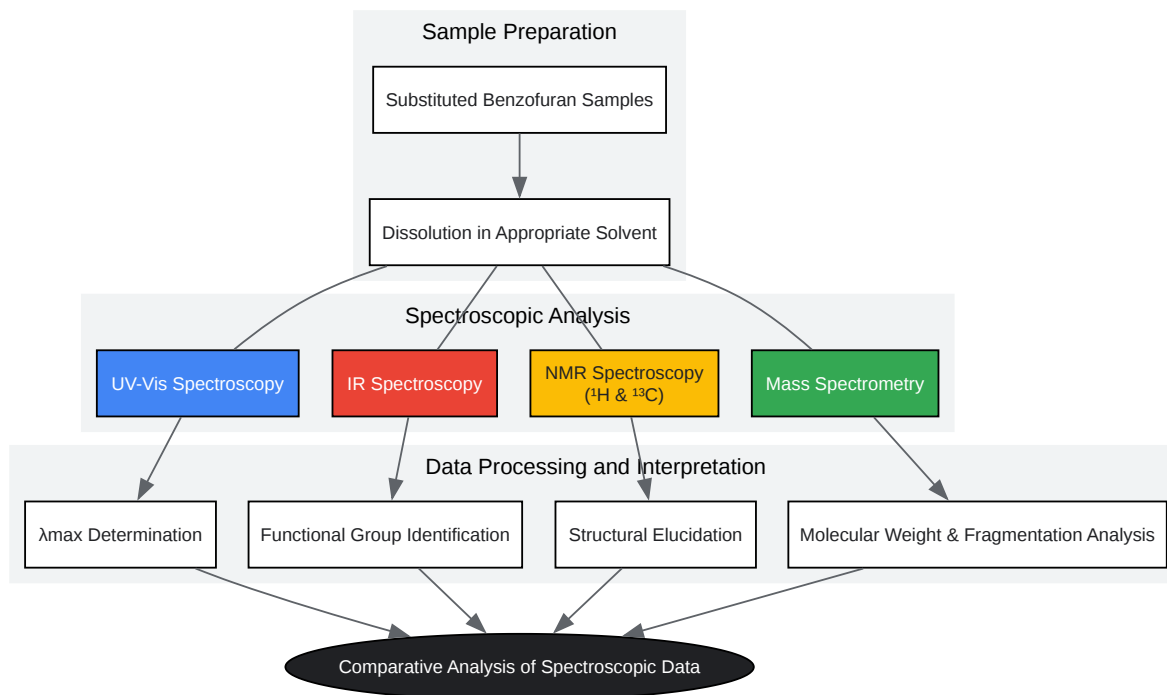 Sample Preparation
Substituted Benzofuran Samples
Dissolution in Appropriate Solvent
Spectroscopic Analysis
UV-Vis Spectroscopy
IR Spectroscopy
NMR Spectroscopy
(¹H & ¹³C)
Mass Spectrometry
Data Processing and Interpretation
λmax Determination
Functional Group Identification
Structural Elucidation
Molecular Weight & Fragmentation Analysis
Comparative Analysis of Spectroscopic Data